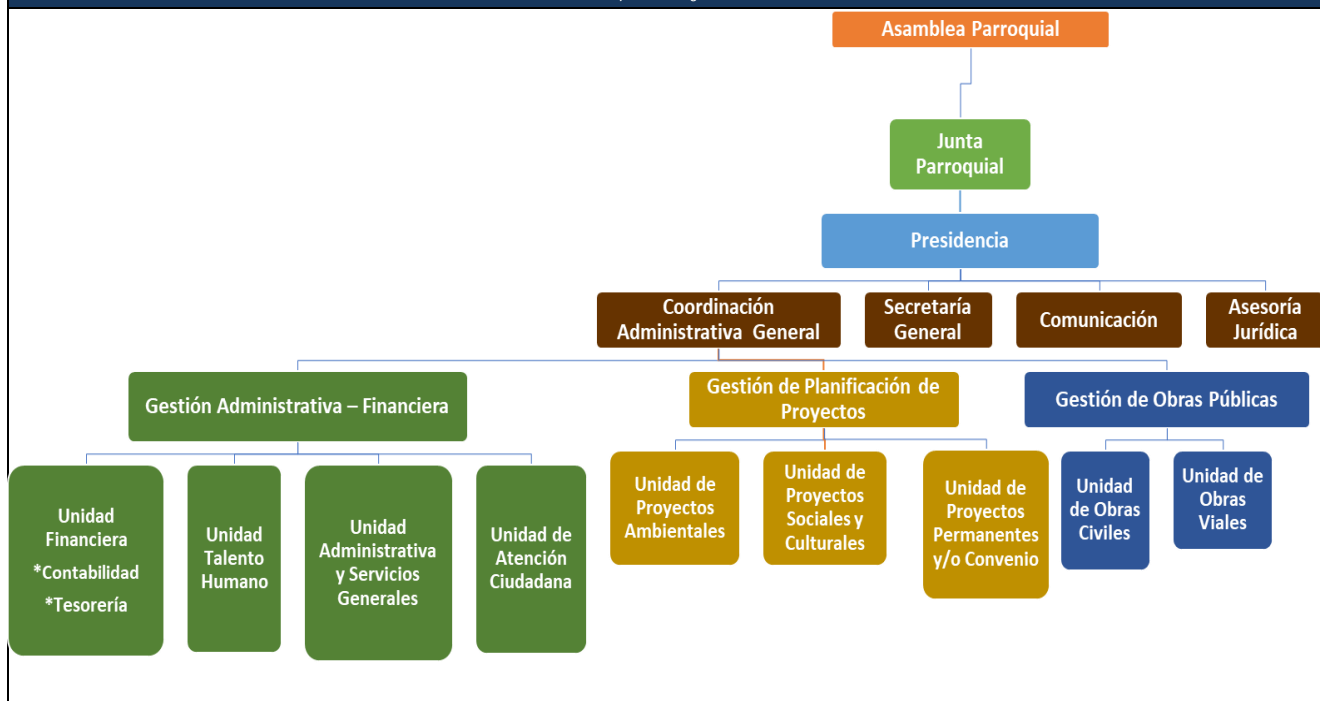 Asamblea Parroquial
Junta
Parroquial
Presidencia
Coordinación
Administrativa General
Secretaría
General
Comunicación
Asesoría
Jurídica
Gestión Administrativa – Financiera
Gestión de Planificación de
Proyectos
Gestión de Obras Públicas
Unidad
Financiera
*Contabilidad
*Tesorería
Unidad
Talento
Humano
Unidad
Administrativa
y Servicios
Generales
Unidad de
Atención
Ciudadana
Unidad de
Proyectos
Ambientales
Unidad de
Proyectos
Sociales y
Culturales
Unidad de
Proyectos
Permanentes
y/o Convenio
Unidad
de Obras
Civiles
Unidad de
Obras
Viales